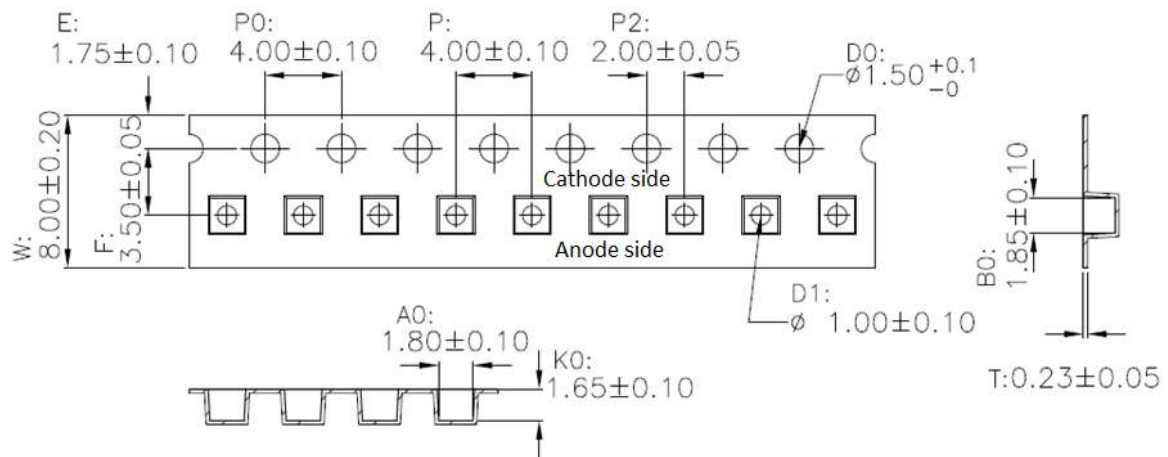 E:
1.75±0.10
P0:
4.00±0.10
P:
4.00±0.10
P2:
2.00±0.05
D0:
ø1.50 +0.1
-0
W:
8.00±0.20
F:
3.50±0.05
Cathode side
Anode side
D1:
ø 1.00±0.10
B0:
1.85±0.10
T:0.23±0.05
A0:
1.80±0.10
K0:
1.65±0.10